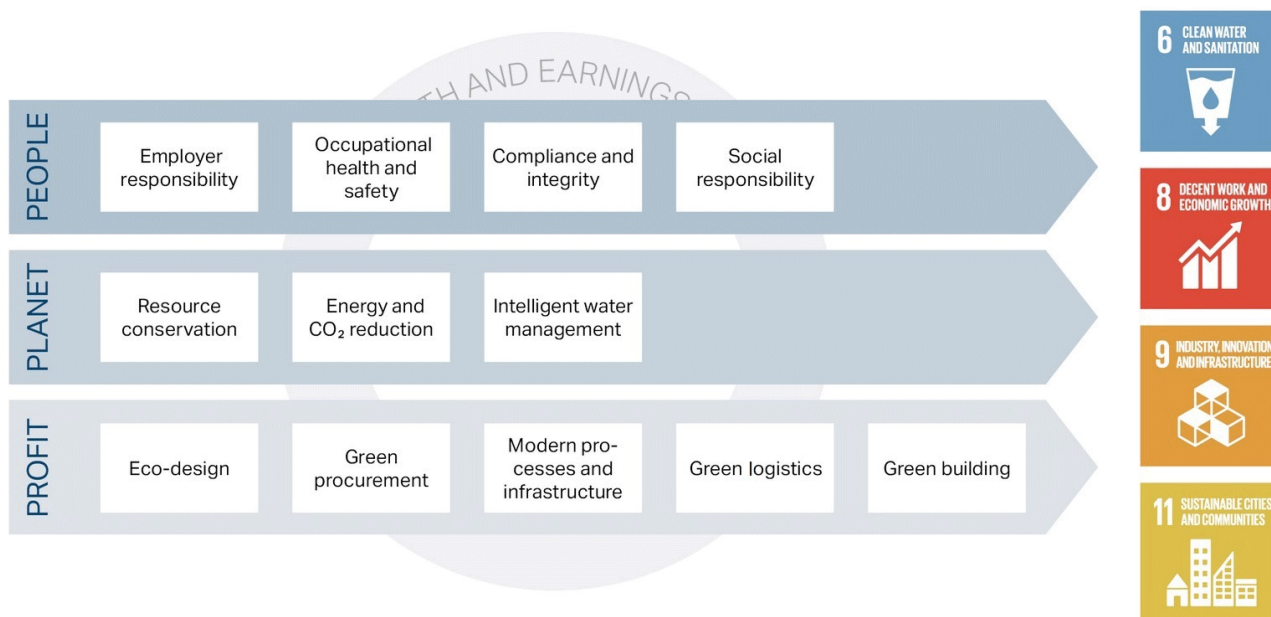 TH AND EARNINGS
PEOPLE
Employer
responsibility
Occupational
health and
safety
Compliance and
integrity
Social
responsibility
PLANET
Resource
conservation
Energy and
CO₂ reduction
Intelligent water
management
PROFIT
Eco-design
Green
procurement
Modern pro-
cesses and
infrastructure
Green logistics
Green building
6 CLEAN WATER
AND SANITATION
8 DECENT WORK AND
ECONOMIC GROWTH
9 INDUSTRY, INNOVATION
AND INFRASTRUCTURE
11 SUSTAINABLE CITIES
AND COMMUNITIES